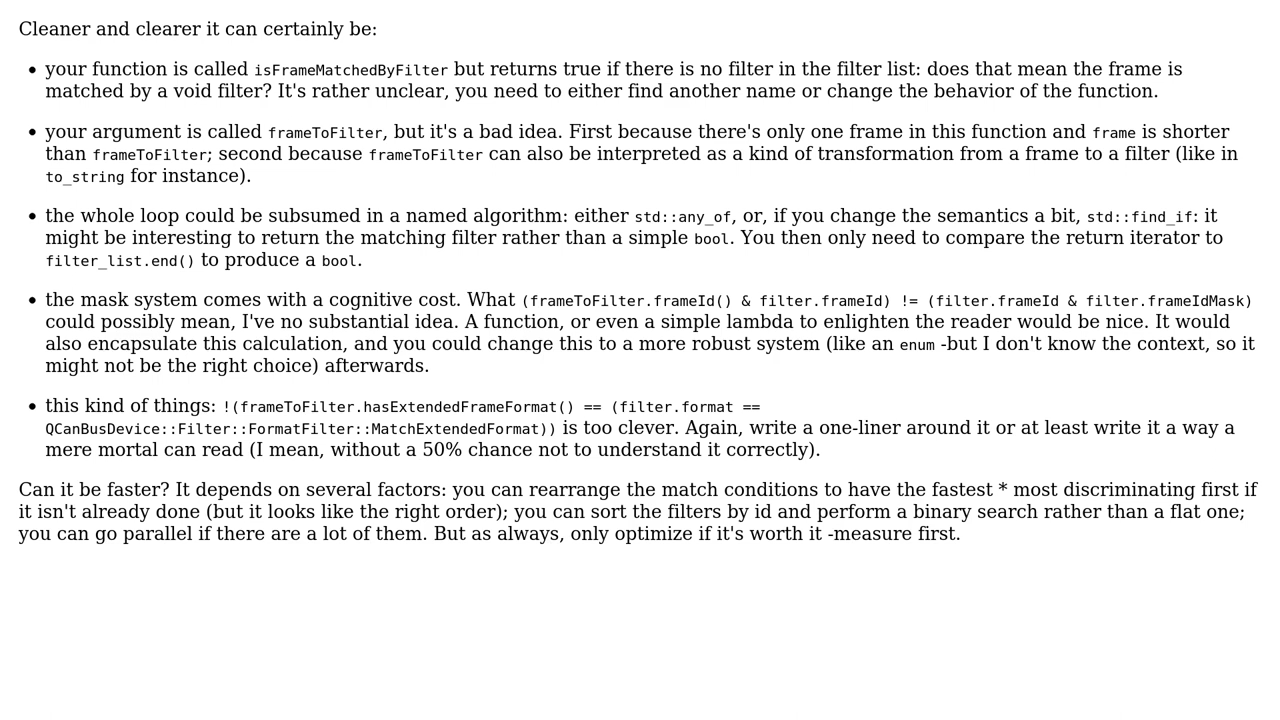 Cleaner and clearer it can certainly be:
• your function is called isFrameMatchedByFilter but returns true if there is no filter in the filter list: does that mean the frame is
matched by a void filter? It's rather unclear, you need to either find another name or change the behavior of the function.
• your argument is called frameToFilter, but it's a bad idea. First because there's only one frame in this function and frame is shorter
than frameToFilter; second because frameToFilter can also be interpreted as a kind of transformation from a frame to a filter (like in
to_string for instance).
• the whole loop could be subsumed in a named algorithm: either std::any_of, or, if you change the semantics a bit, std::find_if: it
might be interesting to return the matching filter rather than a simple bool. You then only need to compare the return iterator to
filter_list.end() to produce a bool.
• the mask system comes with a cognitive cost. What (frameToFilter.frameId() & filter.frameId) != (filter.frameId & filter.frameIdMask)
could possibly mean, I've no substantial idea. A function, or even a simple lambda to enlighten the reader would be nice. It would
also encapsulate this calculation, and you could change this to a more robust system (like an enum -but I don't know the context, so it
might not be the right choice) afterwards.
• this kind of things: !(frameToFilter.hasExtendedFrameFormat() == (filter.format ==
QCanBusDevice::Filter::FormatFilter::MatchExtendedFormat)) is too clever. Again, write a one-liner around it or at least write it a way a
mere mortal can read (I mean, without a 50% chance not to understand it correctly).
Can it be faster? It depends on several factors: you can rearrange the match conditions to have the fastest * most discriminating first if
it isn't already done (but it looks like the right order); you can sort the filters by id and perform a binary search rather than a flat one;
you can go parallel if there are a lot of them. But as always, only optimize if it's worth it -measure first.